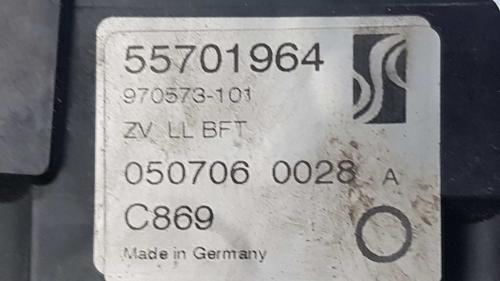 55701964
970573-101
ZV LL BFT
050706 0028 A
C869
Made in Germany